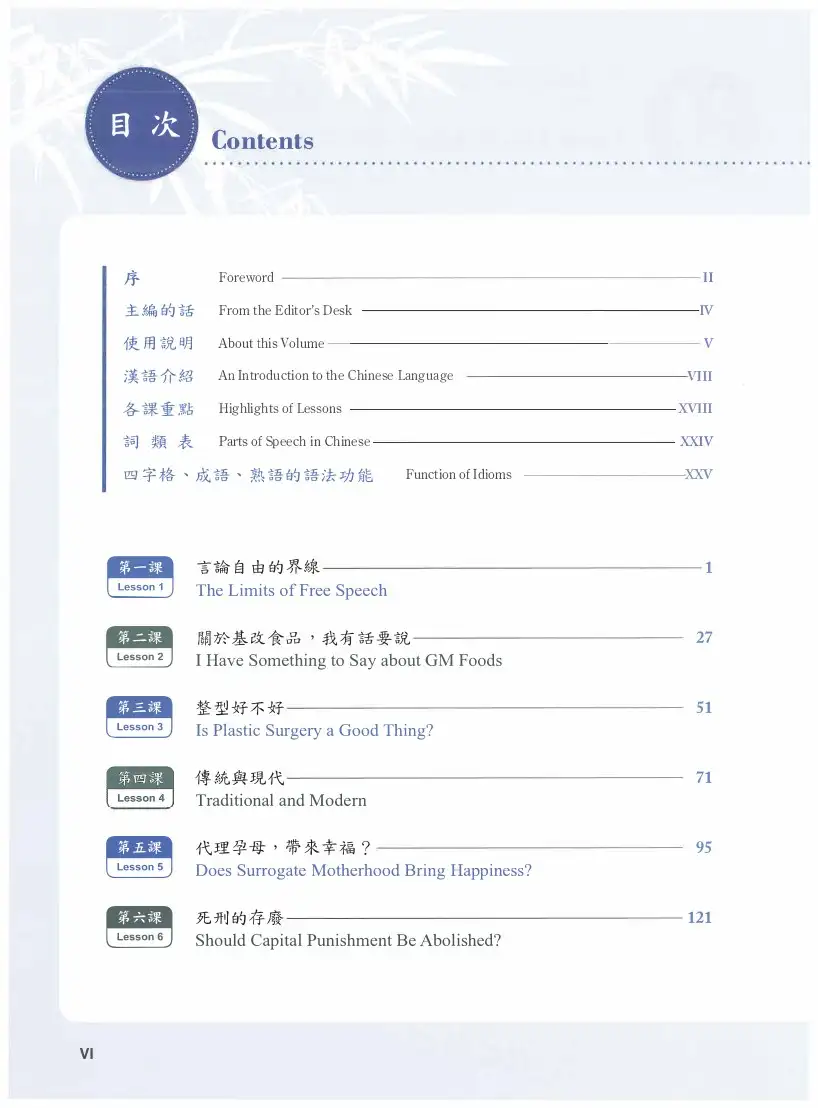 目次
Contents
序 Foreword II
主編的話 From the Editor's Desk IV
使用說明 About this Volume V
漢語介紹 An Introduction to the Chinese Language VIII
各課重點 Highlights of Lessons XVIII
詞類表 Parts of Speech in Chinese XXIV
四字格、成語、熟語的語法功能 Function of Idioms XXV
第一課 言論自由的界線 1
Lesson 1 The Limits of Free Speech
第二課 關於基改食品，我有話要說 27
Lesson 2 I Have Something to Say about GM Foods
第三課 整型好不好 51
Lesson 3 Is Plastic Surgery a Good Thing?
第四課 傳統與現代 71
Lesson 4 Traditional and Modern
第五課 代理孕母，帶來幸福？ 95
Lesson 5 Does Surrogate Motherhood Bring Happiness?
第六課 死刑的存廢 121
Lesson 6 Should Capital Punishment Be Abolished?
VI